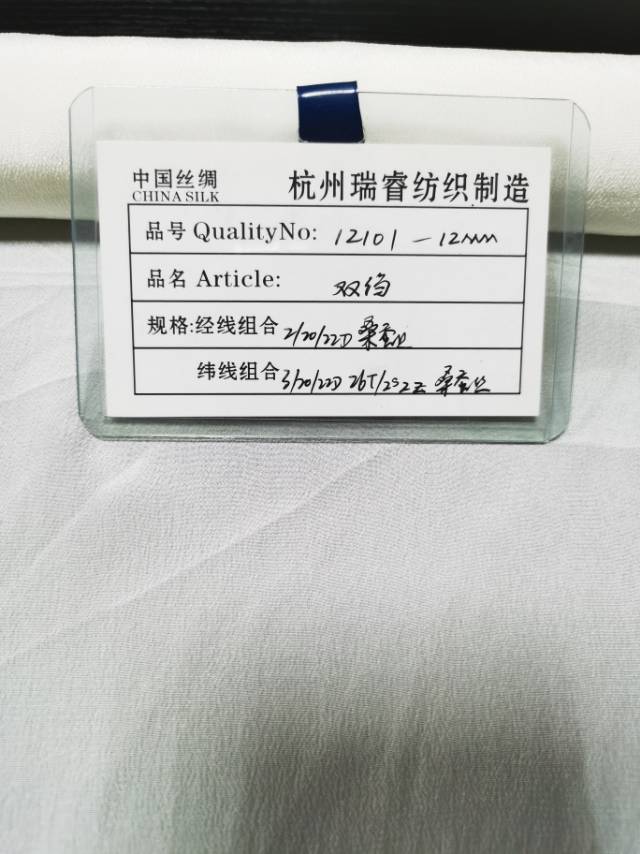 中国丝绸
CHINA SILK
杭州瑞睿纺织制造
品号 QualityNo: 12101-12mm
品名 Article: 双绉
规格:经线组合 2/20/22D 桑蚕丝
纬线组合 3/20/22D 26T/2S2Z 桑蚕丝